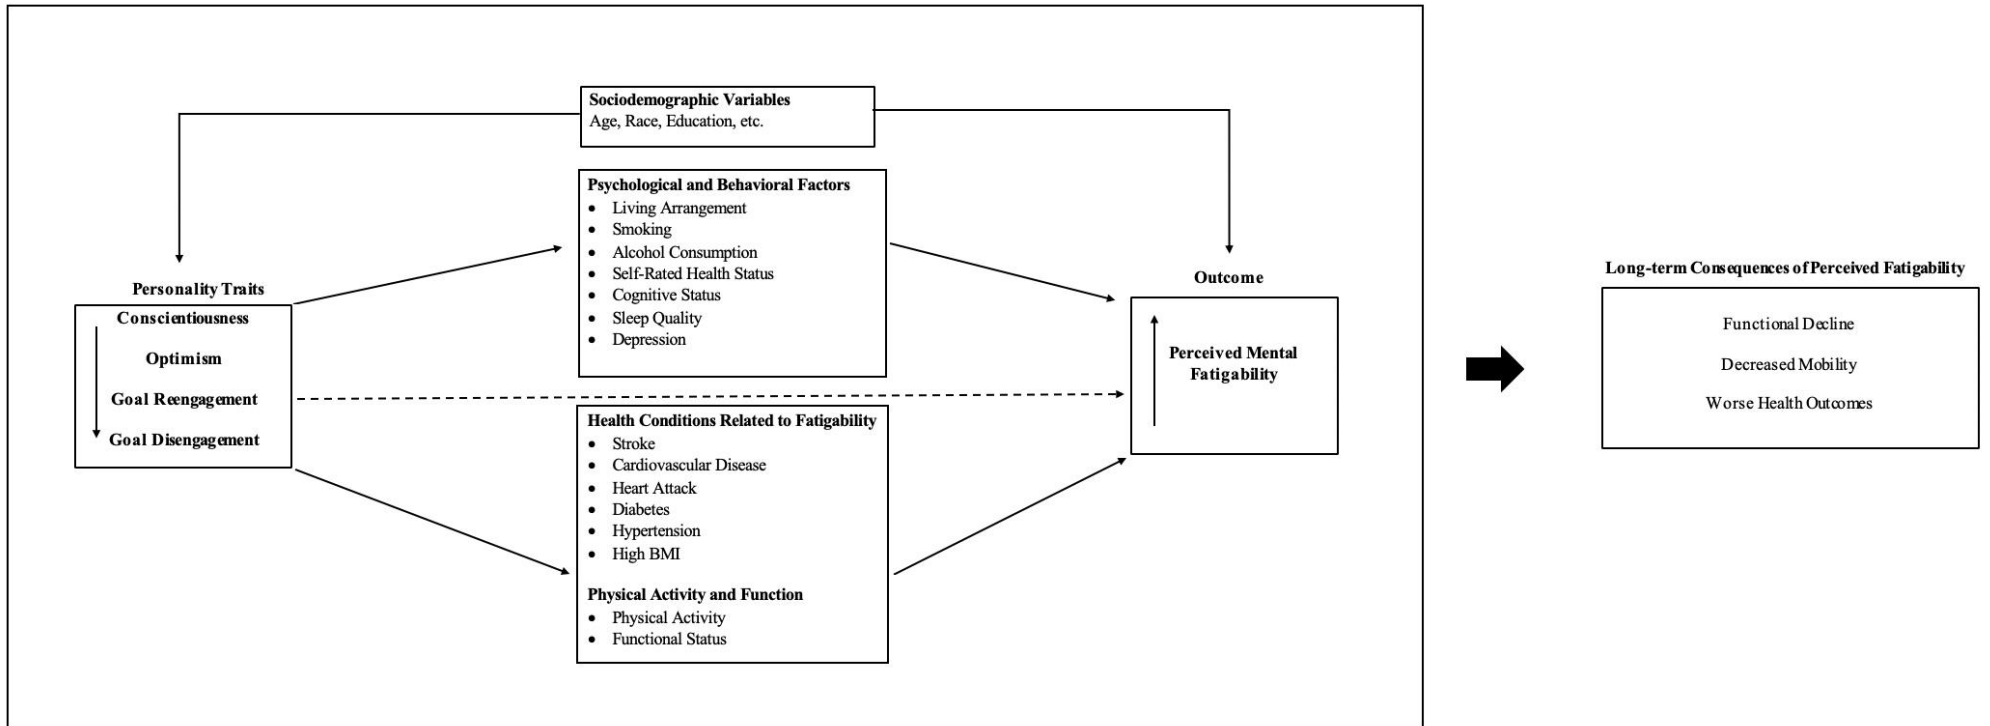 Sociodemographic Variables
Age, Race, Education, etc.
Psychological and Behavioral Factors
• Living Arrangement
• Smoking
• Alcohol Consumption
• Self-Rated Health Status
• Cognitive Status
• Sleep Quality
• Depression
Personality Traits
Conscientiousness
Optimism
Goal Reengagement
Goal Disengagement
Health Conditions Related to Fatigability
• Stroke
• Cardiovascular Disease
• Heart Attack
• Diabetes
• Hypertension
• High BMI
Physical Activity and Function
• Physical Activity
• Functional Status
Outcome
Perceived Mental
Fatigability
Long-term Consequences of Perceived Fatigability
Functional Decline
Decreased Mobility
Worse Health Outcomes